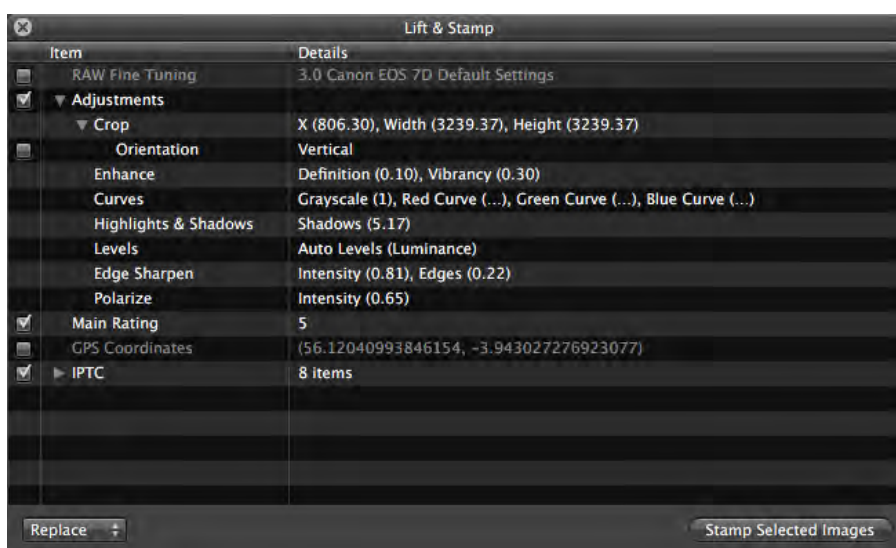 Lift & Stamp
Item Details
RAW Fine Tuning 3.0 Canon EOS 7D Default Settings
Adjustments
Crop X (806.30), Width (3239.37), Height (3239.37)
Orientation Vertical
Enhance Definition (0.10), Vibrancy (0.30)
Curves Grayscale (1), Red Curve (...), Green Curve (...), Blue Curve (...)
Highlights & Shadows Shadows (5.17)
Levels Auto Levels (Luminance)
Edge Sharpen Intensity (0.81), Edges (0.22)
Polarize Intensity (0.65)
Main Rating 5
GPS Coordinates (56.12040993846154, -3.943027276923077)
IPTC 8 items
Replace Stamp Selected Images